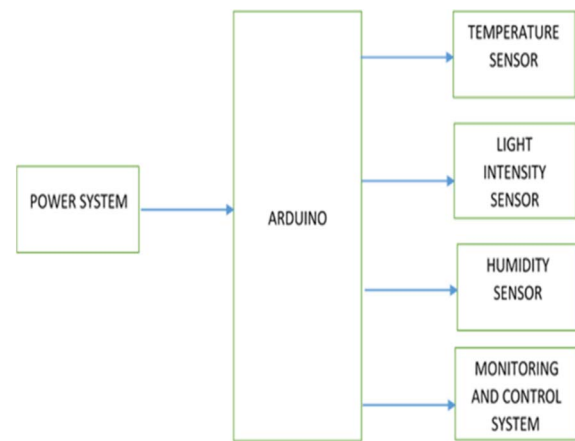 POWER SYSTEM
ARDUINO
TEMPERATURE
SENSOR
LIGHT
INTENSITY
SENSOR
HUMIDITY
SENSOR
MONITORING
AND CONTROL
SYSTEM